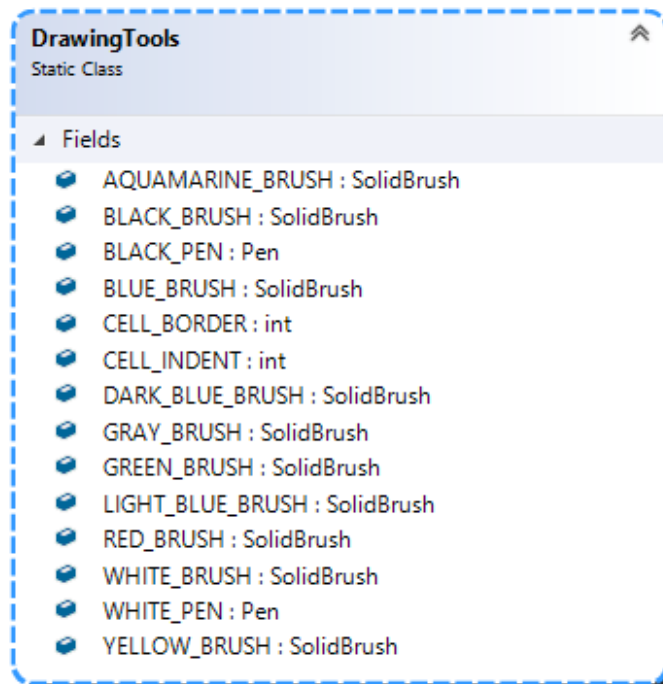 DrawingTools
Static Class
Fields
AQUAMARINE_BRUSH : SolidBrush
BLACK_BRUSH : SolidBrush
BLACK_PEN : Pen
BLUE_BRUSH : SolidBrush
CELL_BORDER : int
CELL_INDENT : int
DARK_BLUE_BRUSH : SolidBrush
GRAY_BRUSH : SolidBrush
GREEN_BRUSH : SolidBrush
LIGHT_BLUE_BRUSH : SolidBrush
RED_BRUSH : SolidBrush
WHITE_BRUSH : SolidBrush
WHITE_PEN : Pen
YELLOW_BRUSH : SolidBrush